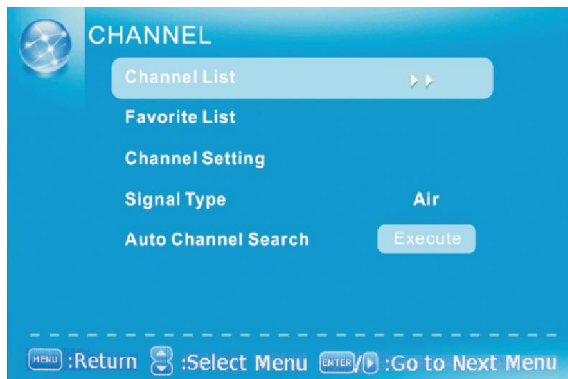 CHANNEL
Channel List
Favorite List
Channel Setting
Signal Type Air
Auto Channel Search Execute
MENU :Return :Select Menu ENTER/ :Go to Next Menu